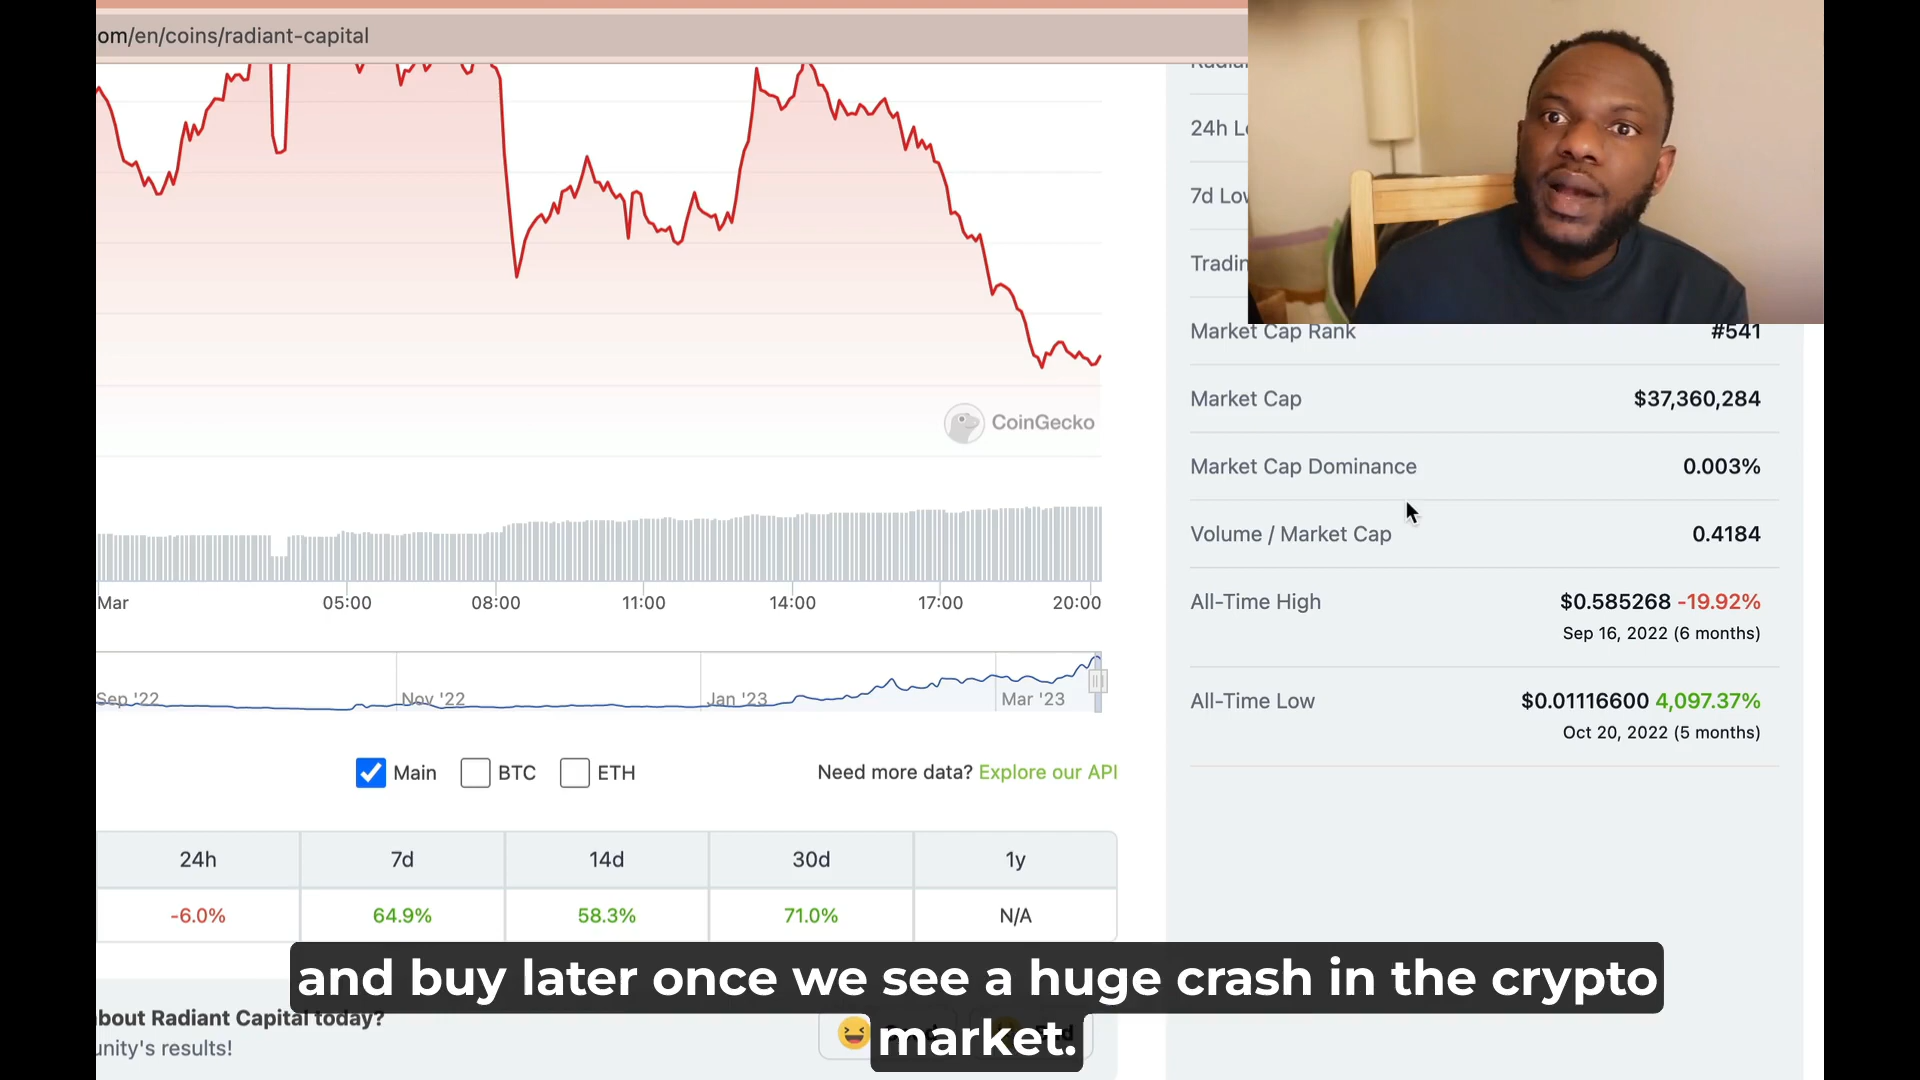 om/en/coins/radiant-capital
24h
7d
Market Cap Rank #541
Market Cap $37,360,284
CoinGecko
Market Cap Dominance 0.003%
Volume / Market Cap 0.4184
Mar 05:00 08:00 11:00 14:00 17:00 20:00
All-Time High $0.585268 -19.92%
Sep 16, 2022 (6 months)
Sep '22 Nov '22 Jan '23 Mar '23
All-Time Low $0.01116600 4,097.37%
Oct 20, 2022 (5 months)
Main BTC ETH Need more data? Explore our API
24h 7d 14d 30d 1y
-6.0% 64.9% 58.3% 71.0% N/A
and buy later once we see a huge crash in the crypto
market.
bout Radiant Capital today?
unity's results!